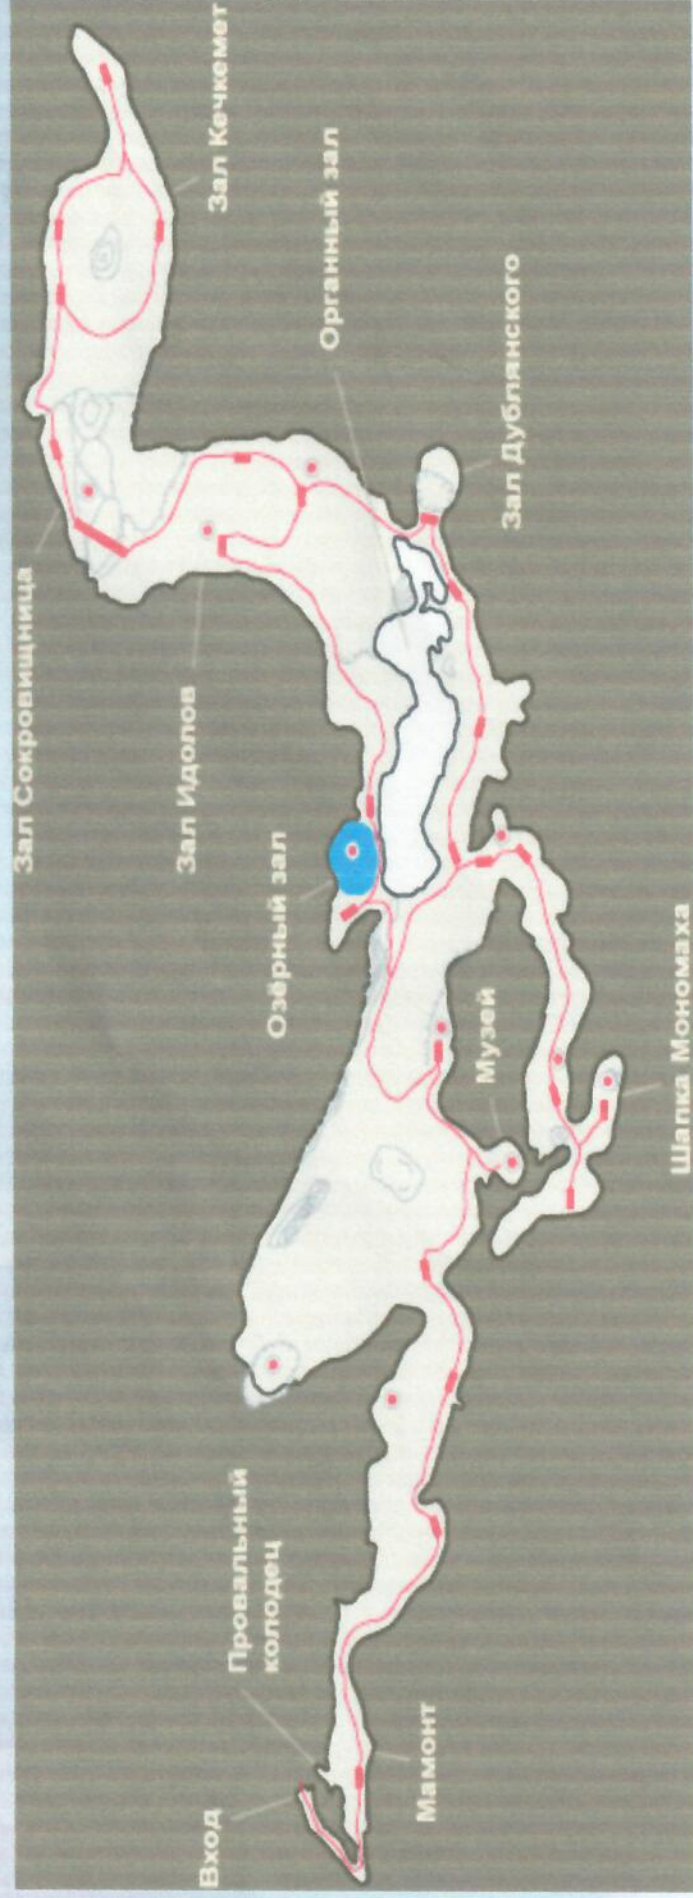 Вход
Провальный
колодец
Мамонт
Музей
Шапка Мономаха
Озёрный зал
Зал Идолов
Зал Сокровищница
Зал Дублянского
Органный зал
Зал Кечкемет